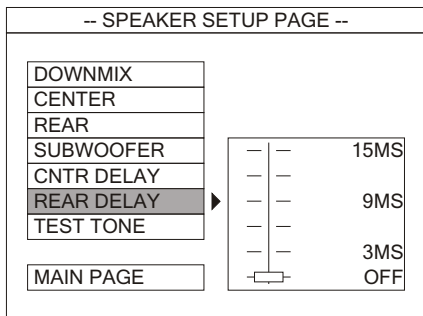 -- SPEAKER SETUP PAGE --
DOWNMIX
CENTER
REAR
SUBWOOFER
CNTR DELAY
REAR DELAY
TEST TONE
MAIN PAGE
15MS
9MS
3MS
OFF